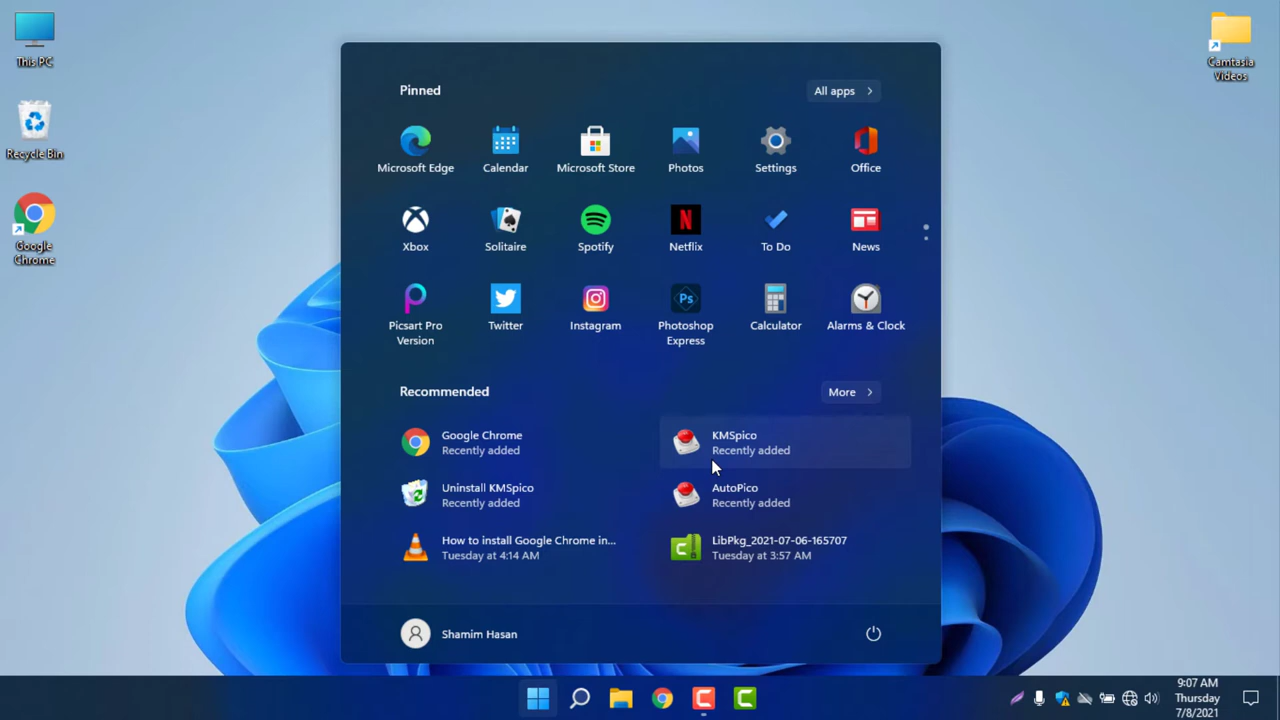 This PC
Recycle Bin
Google
Chrome
Camtasia
Videos
Pinned
All apps
Microsoft Edge
Calendar
Microsoft Store
Photos
Settings
Office
Xbox
Solitaire
Spotify
Netflix
To Do
News
Picsart Pro
Version
Twitter
Instagram
Ps
Photoshop
Express
Calculator
Alarms & Clock
Recommended
More
Google Chrome
Recently added
KMSpico
Recently added
Uninstall KMSpico
Recently added
AutoPico
Recently added
How to install Google Chrome in...
Tuesday at 4:14 AM
LibPkg_2021-07-06-165707
Tuesday at 3:57 AM
Shamim Hasan
9:07 AM
Thursday
7/8/2021